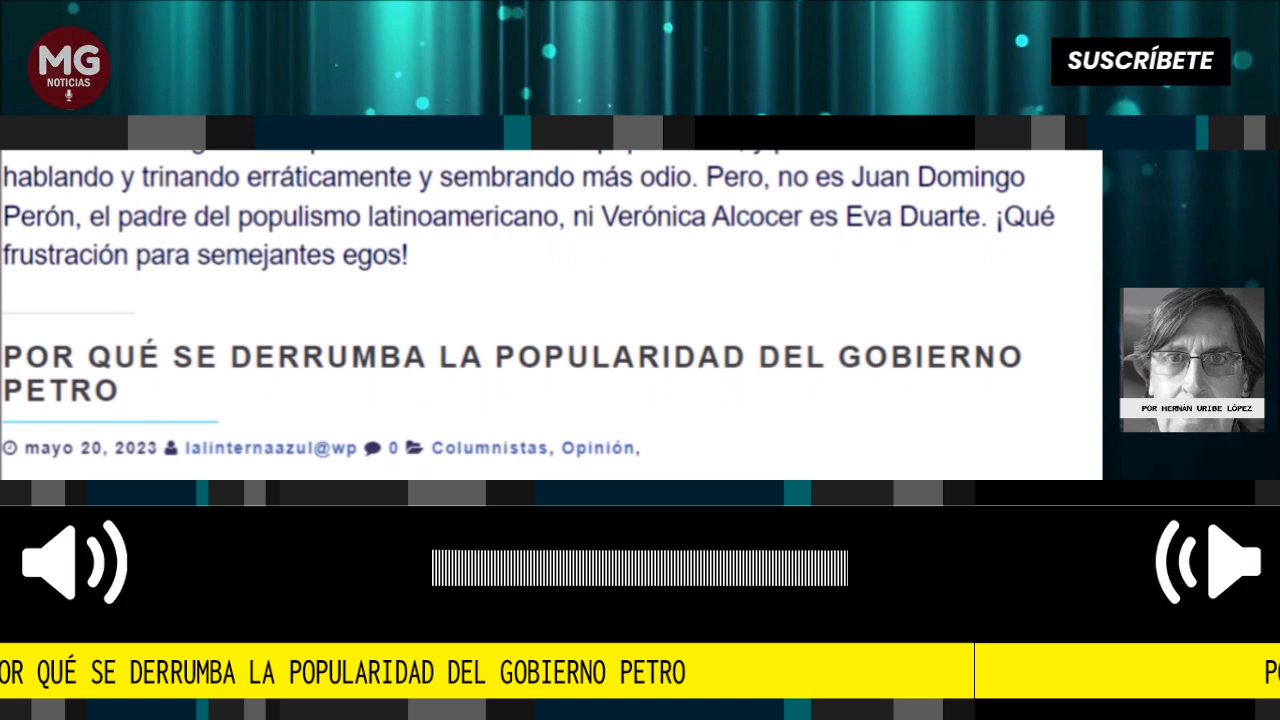 MG
NOTICIAS
SUSCRÍBETE
hablando y trinando erráticamente y sembrando más odio. Pero, no es Juan Domingo
Perón, el padre del populismo latinoamericano, ni Verónica Alcocer es Eva Duarte. ¡Qué
frustración para semejantes egos!
POR QUÉ SE DERRUMBA LA POPULARIDAD DEL GOBIERNO
PETRO
mayo 20, 2023 lalinternaazul@wp 0 Columnistas, Opinión,
POR HERNÁN URIBE LÓPEZ
OR QUÉ SE DERRUMBA LA POPULARIDAD DEL GOBIERNO PETRO